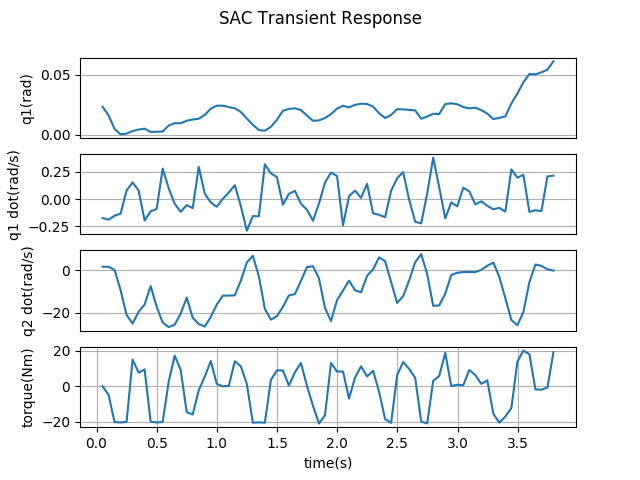 SAC Transient Response
q1(rad)
0.05
0.00
q1 dot(rad/s)
0.25
0.00
−0.25
q2 dot(rad/s)
0
−20
torque(Nm)
20
0
−20
0.0 0.5 1.0 1.5 2.0 2.5 3.0 3.5
time(s)